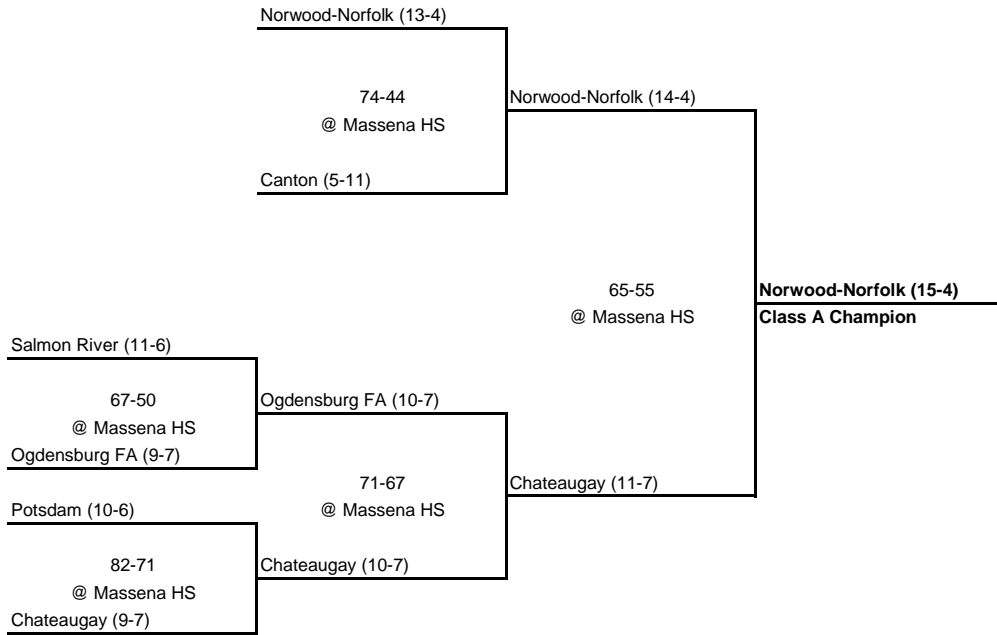 Norwood-Norfolk (13-4)
74-44
@ Massena HS
Norwood-Norfolk (14-4)
Canton (5-11)
65-55
@ Massena HS
Norwood-Norfolk (15-4)
Class A Champion
Salmon River (11-6)
67-50
@ Massena HS
Ogdensburg FA (10-7)
Ogdensburg FA (9-7)
71-67
@ Massena HS
Chateaugay (11-7)
Potsdam (10-6)
82-71
@ Massena HS
Chateaugay (10-7)
Chateaugay (9-7)